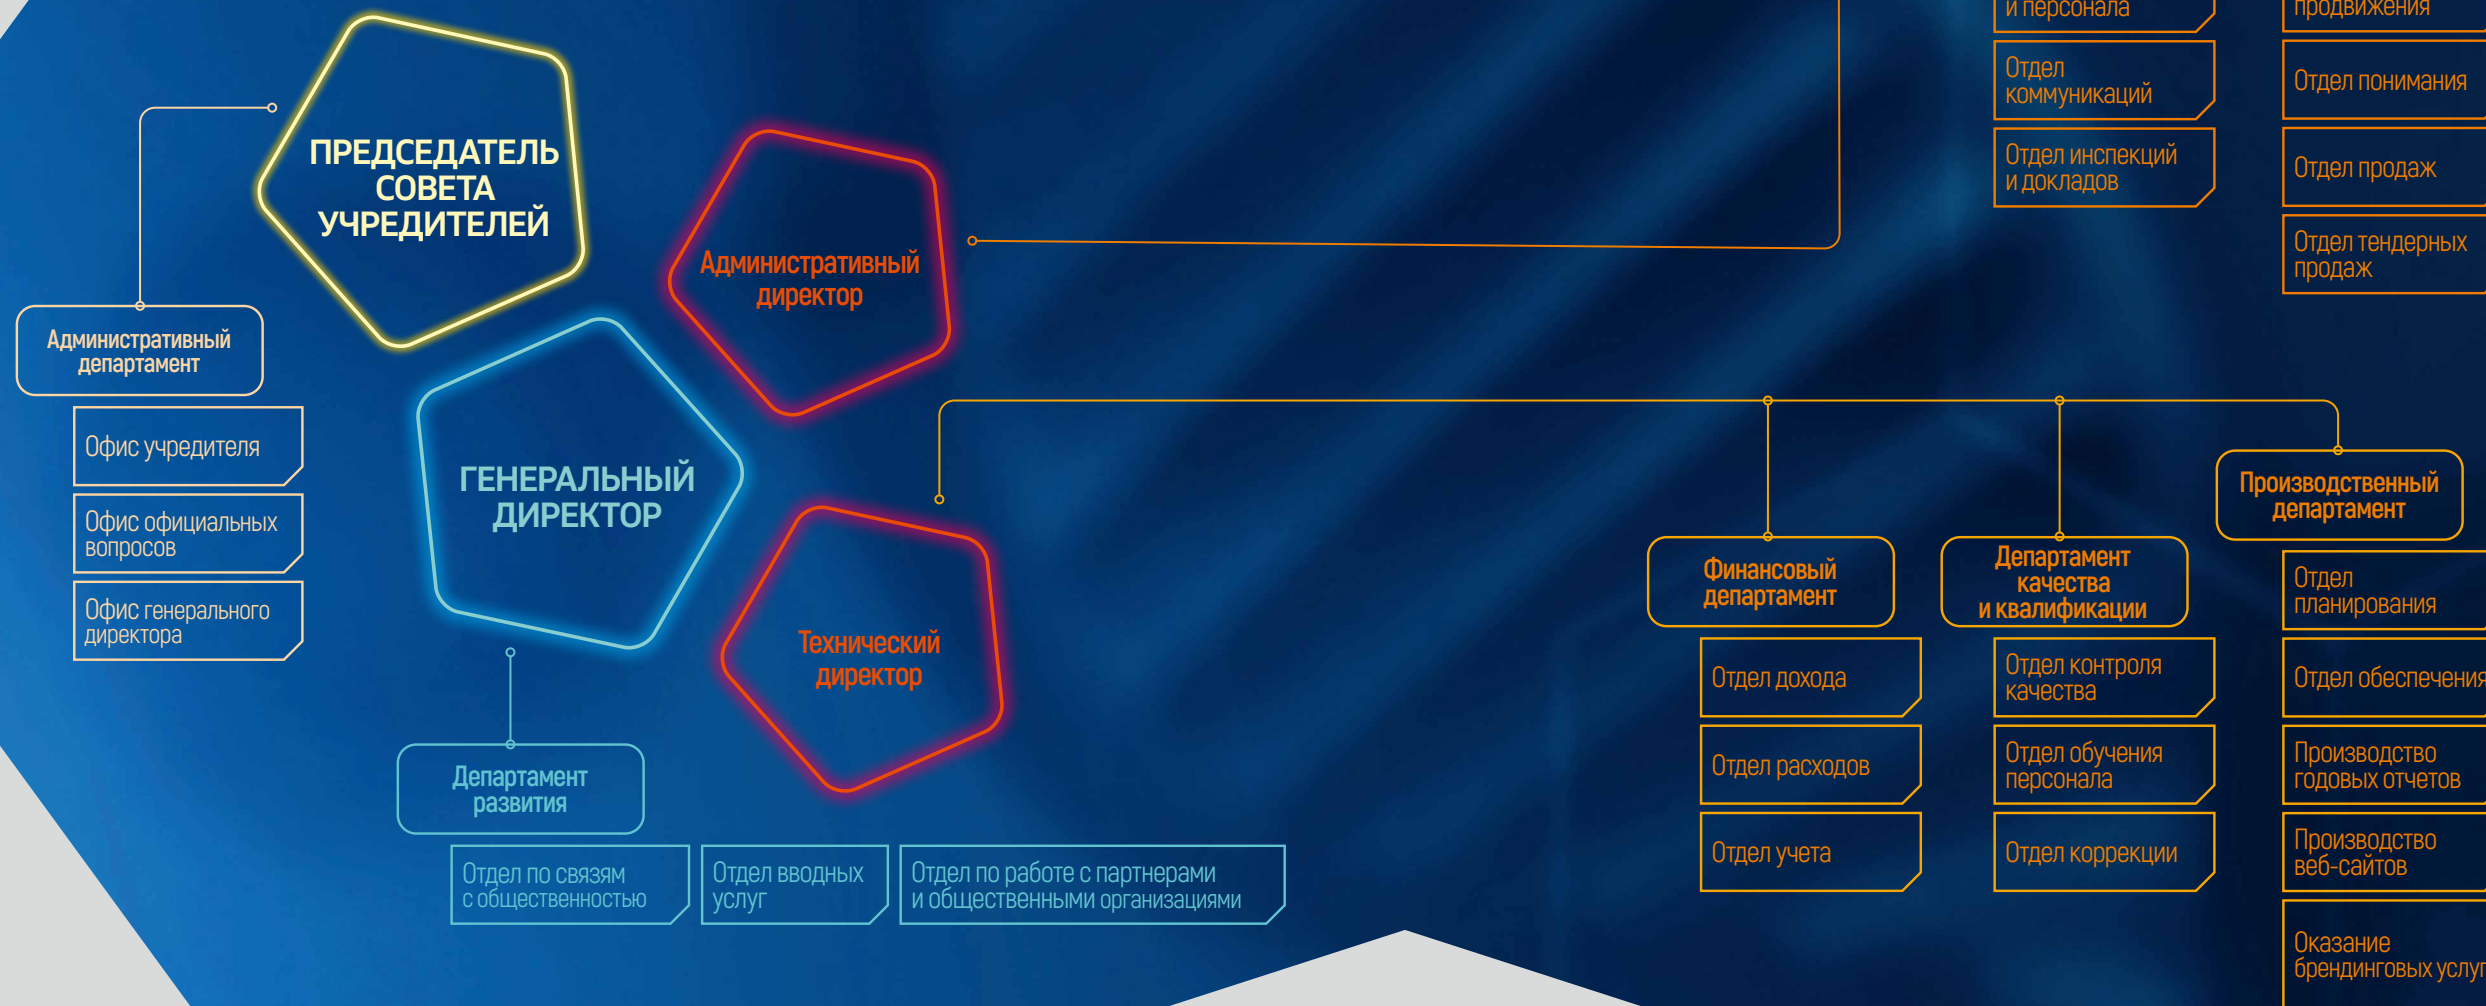 ПРЕДСЕДАТЕЛЬ
СОВЕТА
УЧРЕДИТЕЛЕЙ
Административный
департамент
Офис учредителя
Офис официальных
вопросов
Офис генерального
директора
ГЕНЕРАЛЬНЫЙ
ДИРЕКТОР
Департамент
развития
Отдел по связям
с общественностью
Отдел вводных
услуг
Отдел по работе с партнерами
и общественными организациями
Административный
директор
и персонала
Отдел
коммуникаций
Отдел инспекций
и докладов
продвижения
Отдел понимания
Отдел продаж
Отдел тендерных
продаж
Технический
директор
Финансовый
департамент
Отдел дохода
Отдел расходов
Отдел учета
Департамент
качества
и квалификации
Отдел контроля
качества
Отдел обучения
персонала
Отдел коррекции
Производственный
департамент
Отдел
планирования
Отдел обеспечения
Производство
годовых отчетов
Производство
веб-сайтов
Оказание
брендинговых услуг